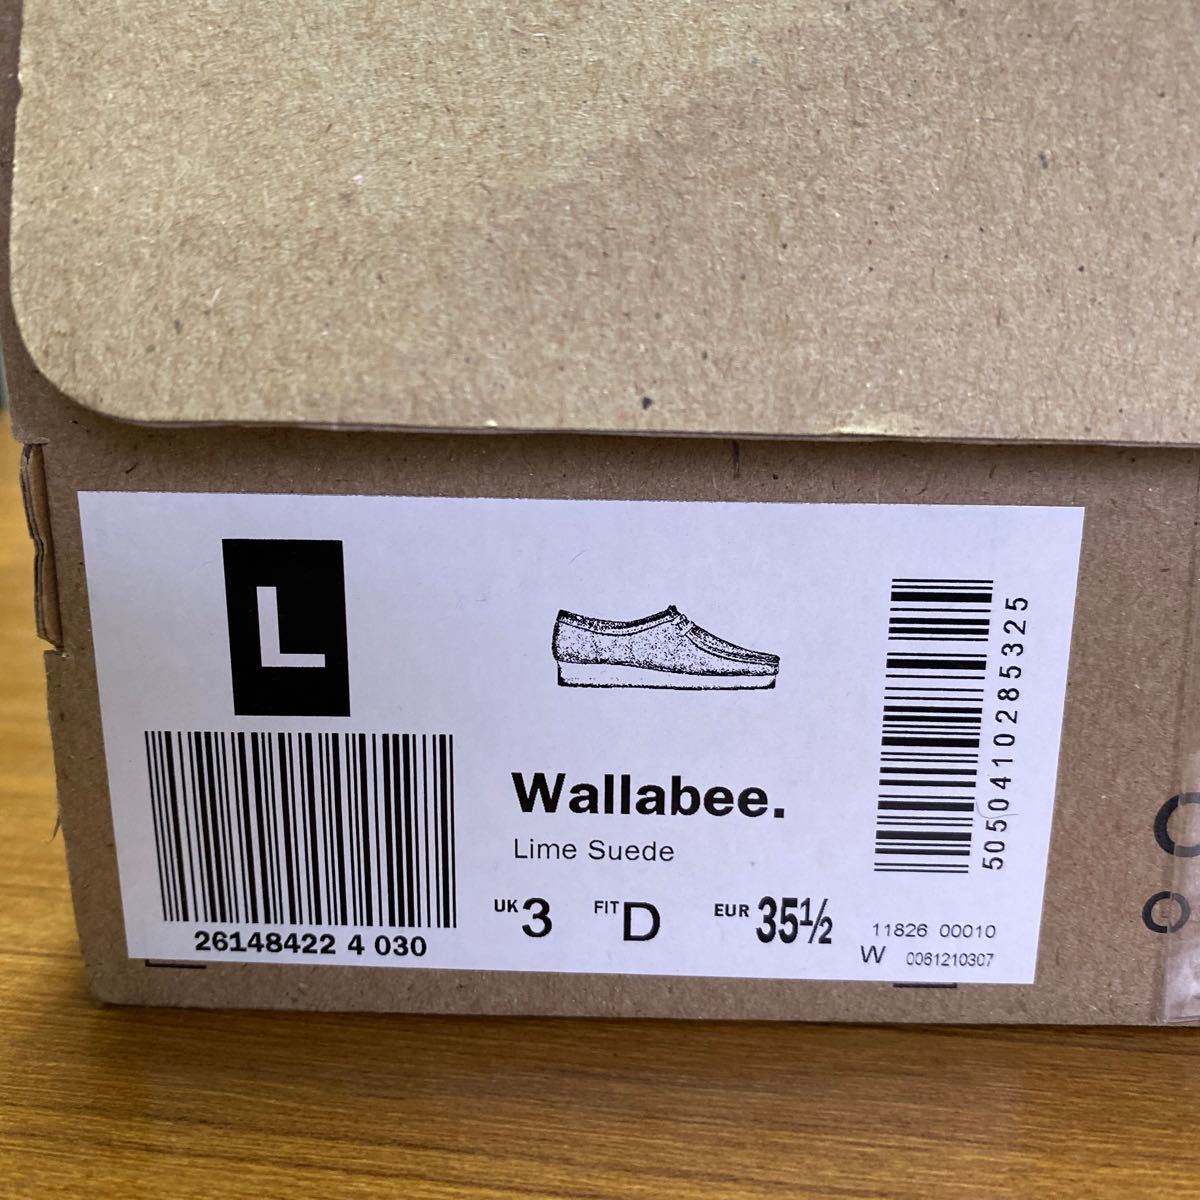 L
26148422 4 030
Wallabee.
Lime Suede
UK 3 FIT D EUR 35½
5050410285325
11826 00010
W 0061210307